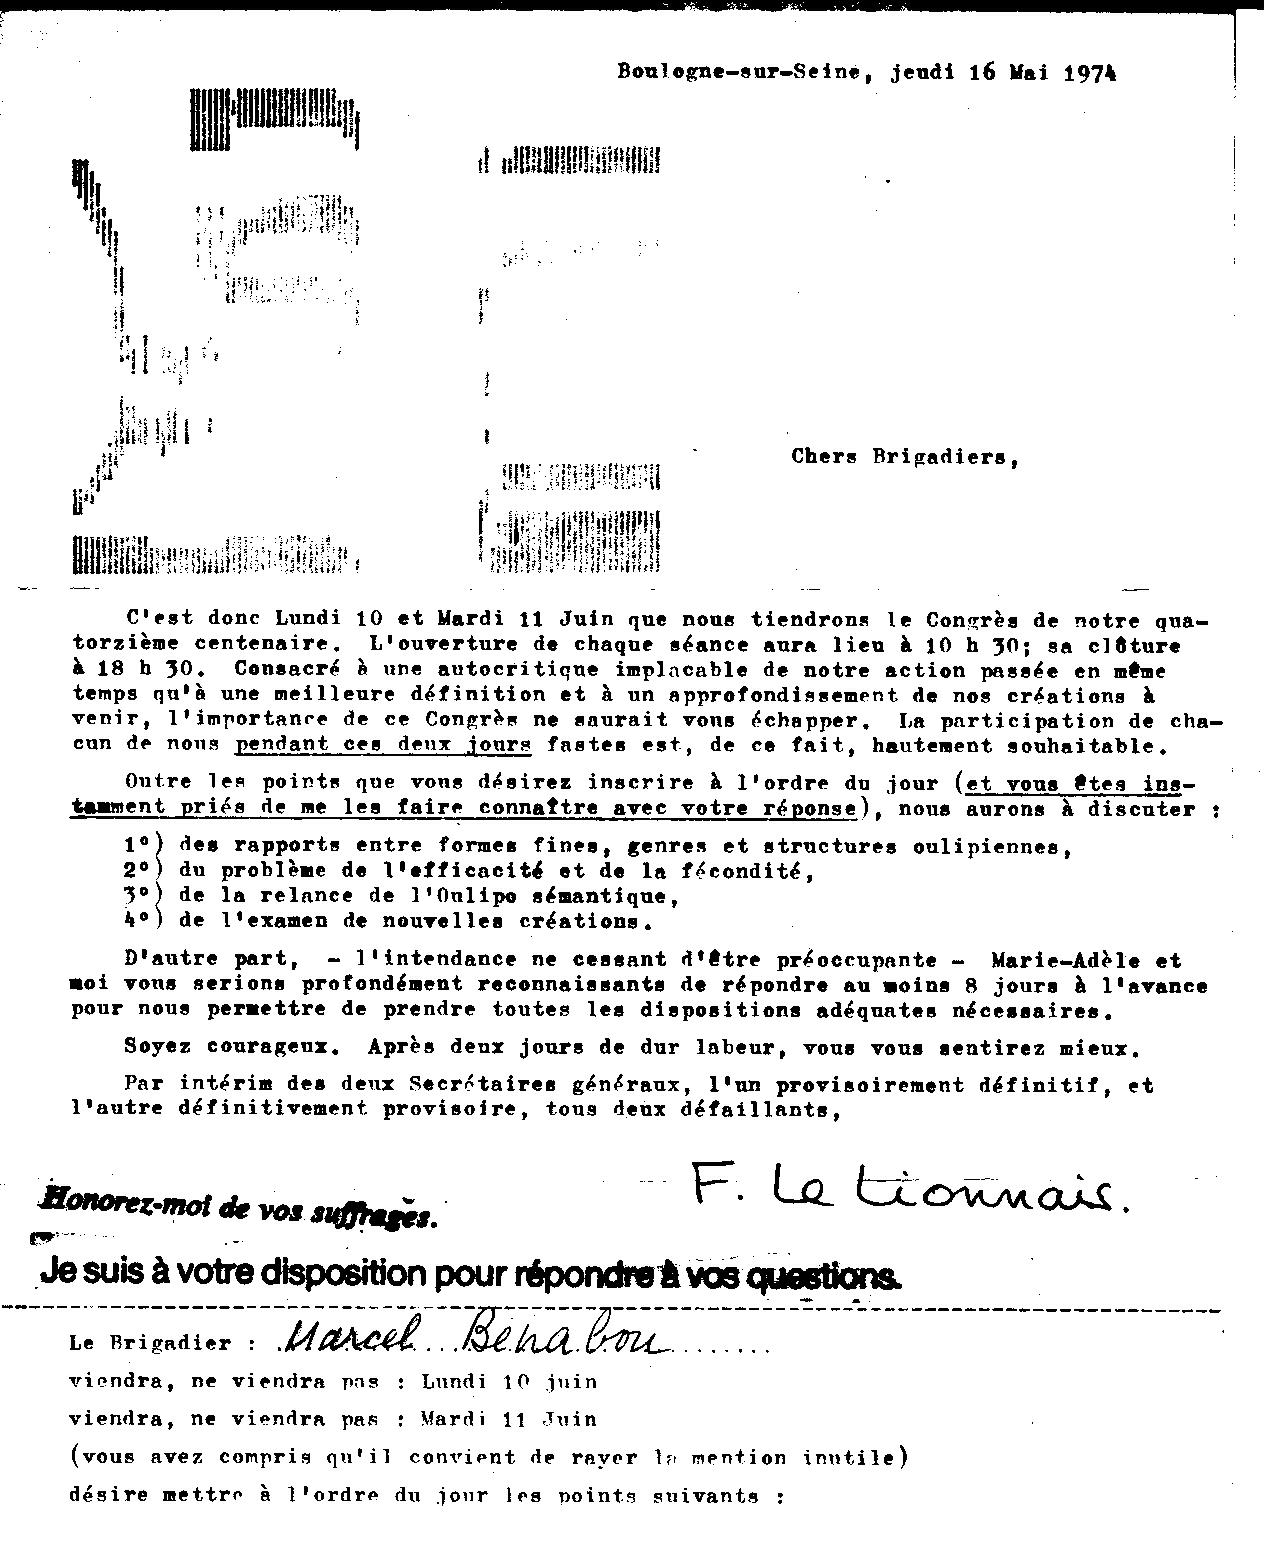 Boulogne-sur-Seine, jeudi 16 Mai 1974
Chers Brigadiers,
C'est donc Lundi 10 et Mardi 11 Juin que nous tiendrons le Congrès de notre qua-
torzième centenaire. L'ouverture de chaque séance aura lieu à 10 h 30; sa clôture
à 18 h 30. Consacré à une autocritique implacable de notre action passée en même
temps qu'à une meilleure définition et à un approfondissement de nos créations à
venir, l'importance de ce Congrès ne saurait vous échapper. La participation de cha-
cun de nous pendant ces deux jours fastes est, de ce fait, hautement souhaitable.
Outre les points que vous désirez inscrire à l'ordre du jour (et vous êtes ins-
tamment priés de me les faire connaître avec votre réponse), nous aurons à discuter :
1°) des rapports entre formes fines, genres et structures oulipiennes,
2°) du problème de l'efficacité et de la fécondité,
3°) de la relance de l'Oulipo sémantique,
4°) de l'examen de nouvelles créations.
D'autre part, - l'intendance ne cessant d'être préoccupante - Marie-Adèle et
moi vous serions profondément reconnaissants de répondre au moins 8 jours à l'avance
pour nous permettre de prendre toutes les dispositions adéquates nécessaires.
Soyez courageux. Après deux jours de dur labeur, vous vous sentirez mieux.
Par intérim des deux Secrétaires généraux, l'un provisoirement définitif, et
l'autre définitivement provisoire, tous deux défaillants,
F. Le Lionnais.
Honorez-moi de vos suffrages.
Je suis à votre disposition pour répondre à vos questions.
Le Brigadier : .Marcel...Benabou........
viendra, ne viendra pas : Lundi 10 juin
viendra, ne viendra pas : Mardi 11 Juin
(vous avez compris qu'il convient de rayer la mention inutile)
désire mettre à l'ordre du jour les points suivants :